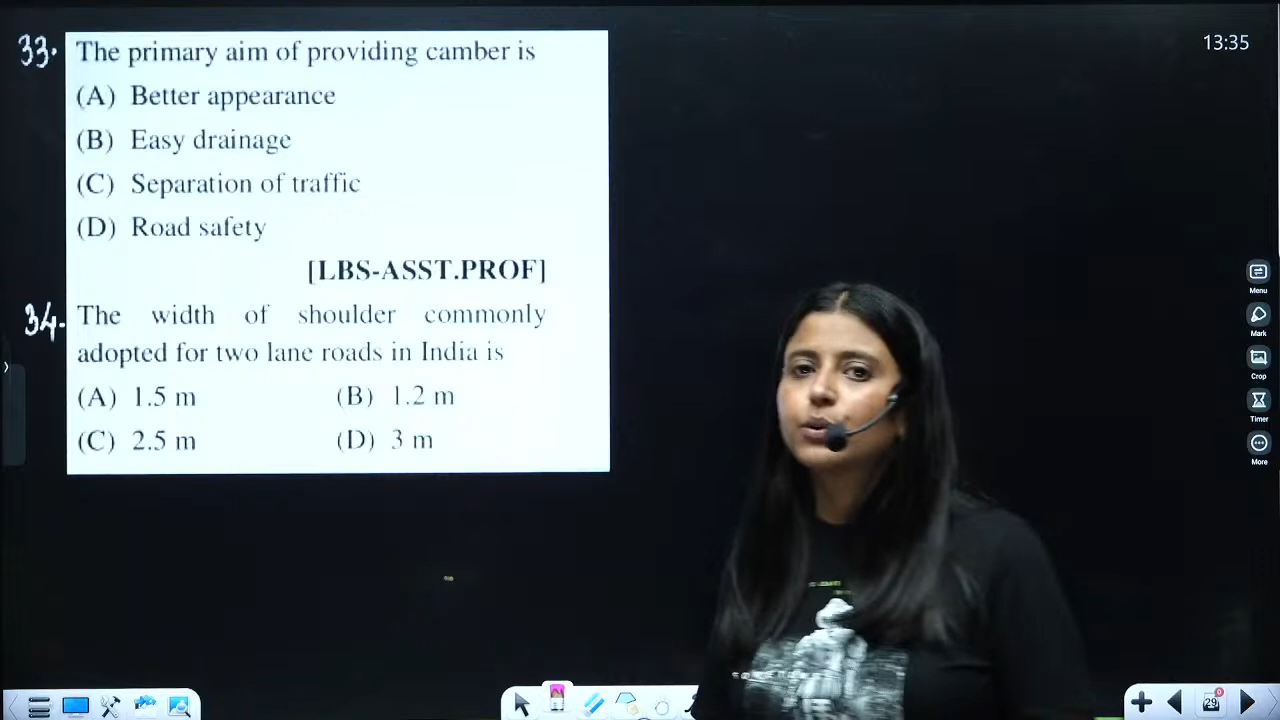 13:35
33.
The primary aim of providing camber is
(A) Better appearance
(B) Easy drainage
(C) Separation of traffic
(D) Road safety
[LBS-ASST.PROF]
34.
The width of shoulder commonly
adopted for two lane roads in India is
(A) 1.5 m (B) 1.2 m
(C) 2.5 m (D) 3 m
Menu
Mark
Crop
Timer
More
29
0